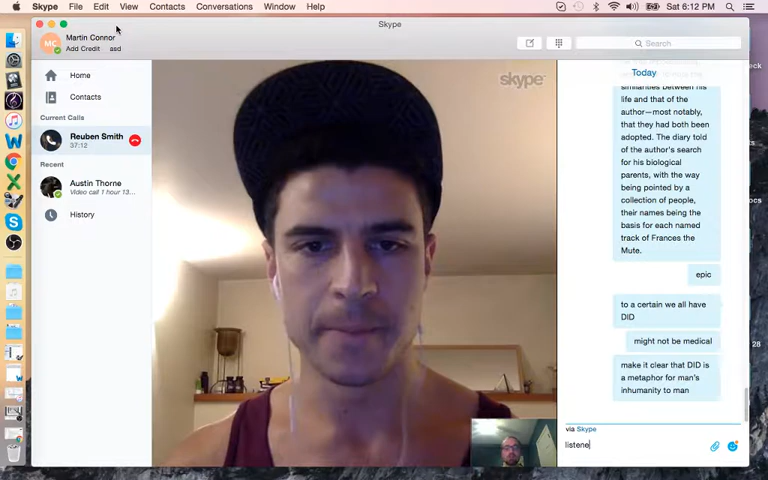 Skype File Edit View Contacts Conversations Window Help Sat 6:12 PM
Skype
Martin Connor
Add Credit asd
Search
Home
Contacts
Current Calls
Reuben Smith
37:12
Recent
Austin Thorne
Video call 1 hour 13...
History
skype
Today
similarities between his
life and that of the
author—most notably,
that they had both been
adopted. The diary told
of the author's search
for his biological
parents, with the way
being pointed by a
collection of people,
their names being the
basis for each named
track of Frances the
Mute.
epic
to a certain we all have
DID
might not be medical
make it clear that DID is
a metaphor for man's
inhumanity to man
via Skype
listene
eck
ocs
28